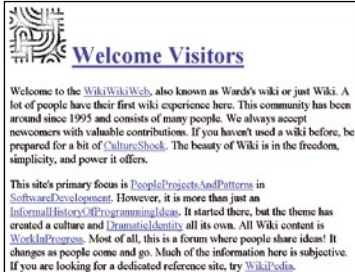 Welcome Visitors
Welcome to the WikiWikiWeb, also known as Ward's wiki or just Wiki. A
lot of people have their first wiki experience here. This community has been
around since 1995 and consists of many people. We always accept
newcomers with valuable contributions. If you haven't used a wiki before, be
prepared for a bit of CultureShock. The beauty of Wiki is in the freedom,
simplicity, and power it offers.
This site's primary focus is PeopleProjectsAndPatterns in
SoftwareDevelopment. However, it is more than just an
InformalHistoryOfProgrammingIdeas. It started there, but the theme has
created a culture and DramaticIdentity all its own. All Wiki content is
WorkInProgress. Most of all, this is a forum where people share ideas! It
changes as people come and go. Much of the information here is subjective.
If you are looking for a dedicated reference site, try WikiPedia.